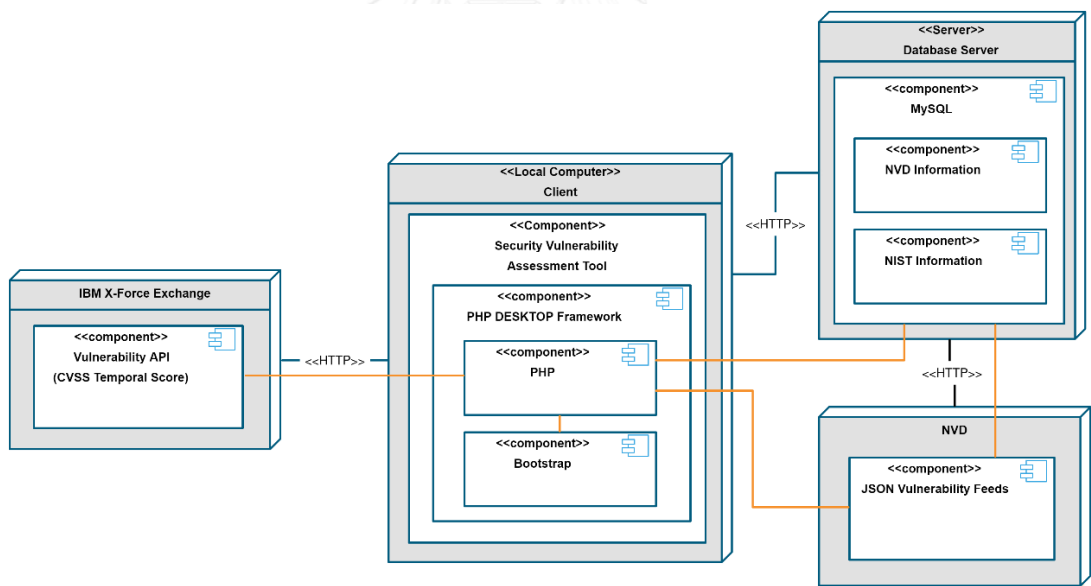 <<Server>>
Database Server
<<component>>
MySQL
<<component>>
NVD Information
<<component>>
NIST Information
<<HTTP>>
<<Local Computer>>
Client
<<Component>>
Security Vulnerability
Assessment Tool
<<component>>
PHP DESKTOP Framework
<<component>>
PHP
<<component>>
Bootstrap
IBM X-Force Exchange
<<component>>
Vulnerability API
(CVSS Temporal Score)
<<HTTP>>
<<HTTP>>
NVD
<<component>>
JSON Vulnerability Feeds